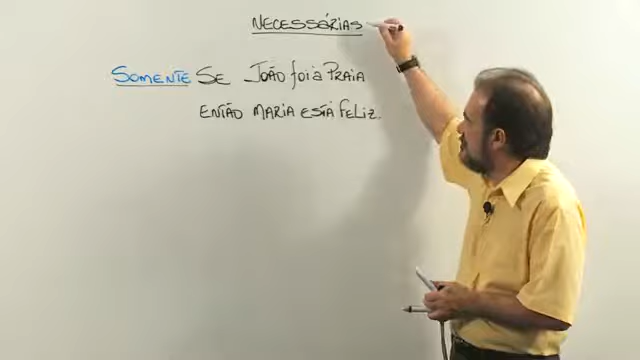 NECESSÁRIAS
SOMENTE SE JOÃO foi à PRAIA
ENTÃO MARIA ESTÁ FELIZ.